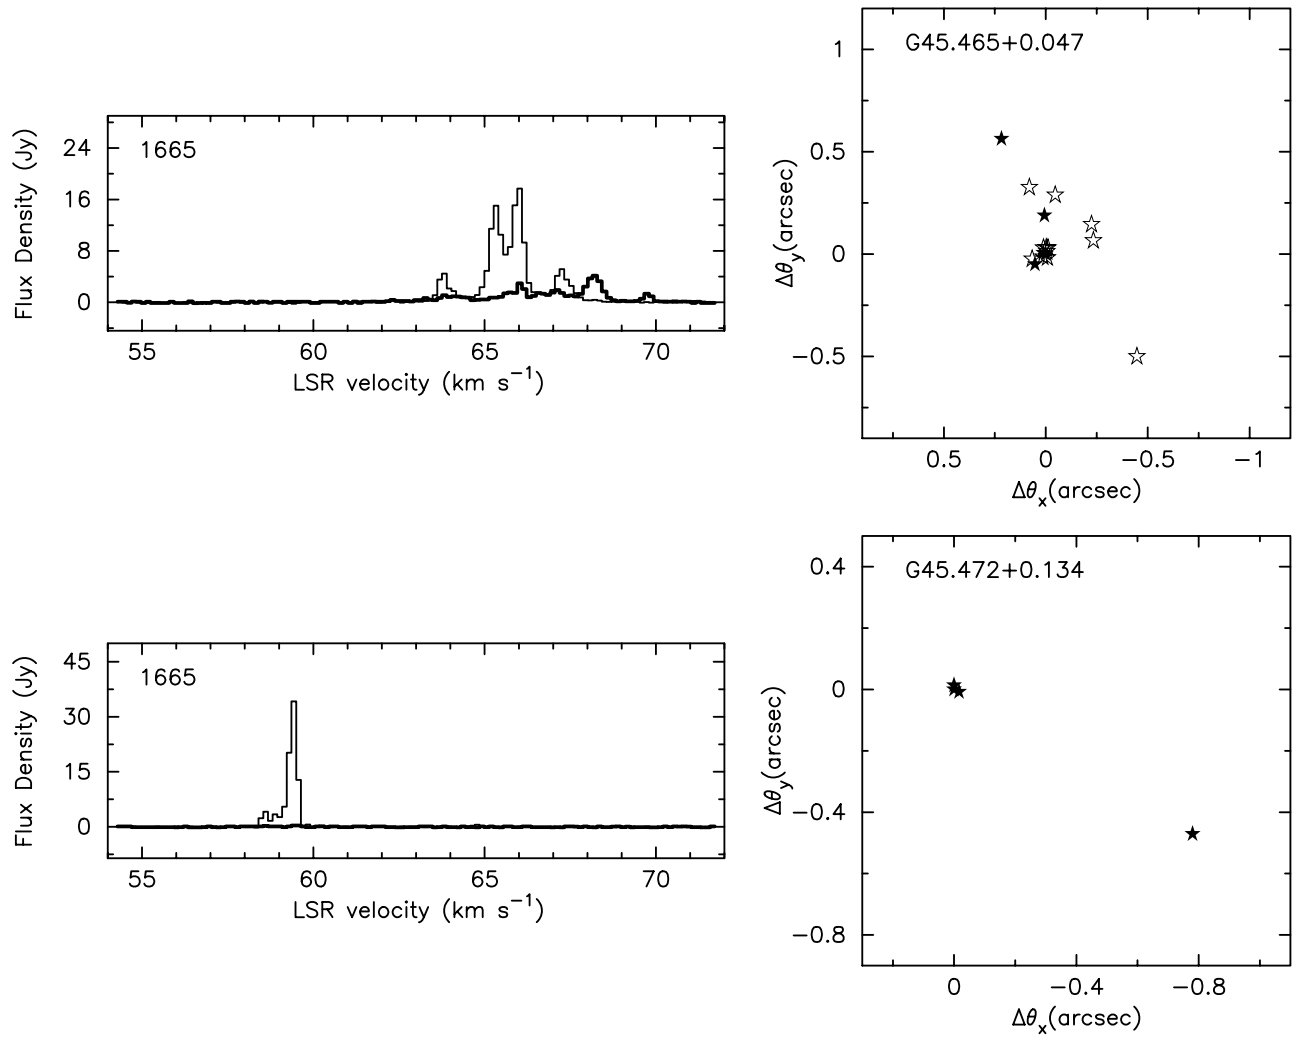 1665
24
16
8
0
Flux Density (Jy)
55 60 65 70
LSR velocity (km s⁻¹)
G45.465+0.047
1
0.5
0
−0.5
Δθy(arcsec)
0.5 0 −0.5 −1
Δθx(arcsec)
1665
45
30
15
0
Flux Density (Jy)
55 60 65 70
LSR velocity (km s⁻¹)
G45.472+0.134
0.4
0
−0.4
−0.8
Δθy(arcsec)
0 −0.4 −0.8
Δθx(arcsec)